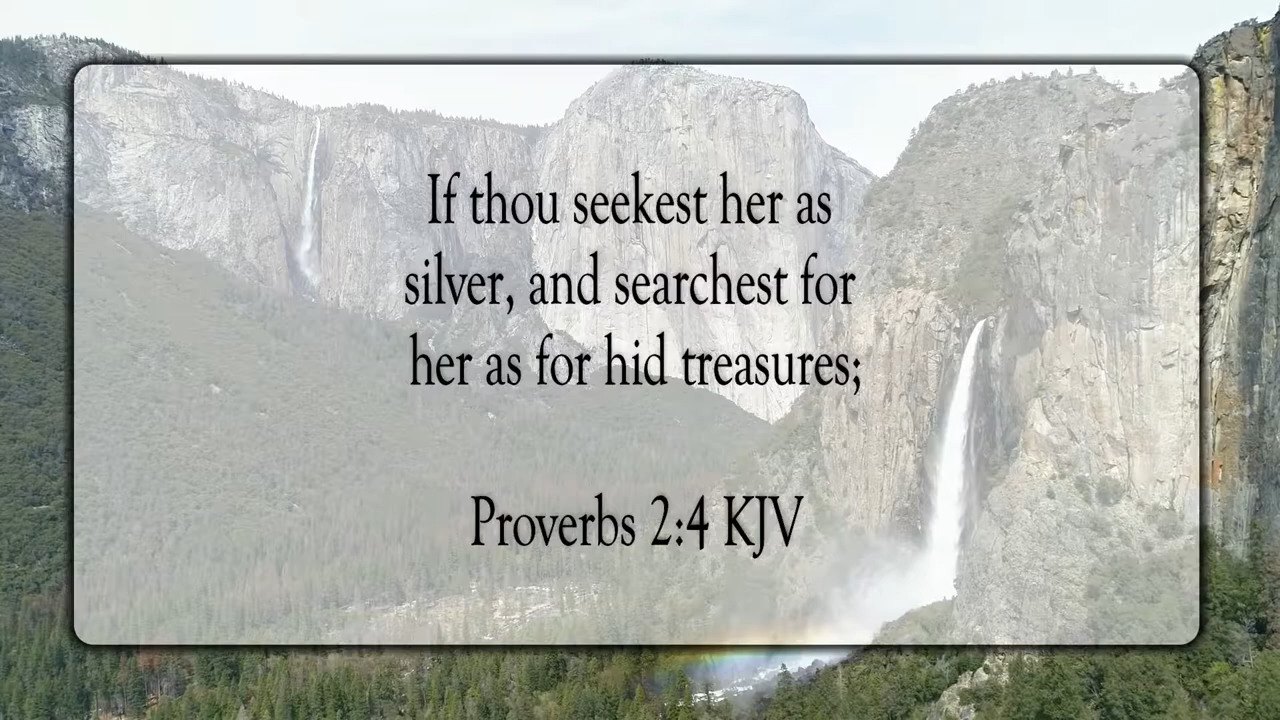 If thou seekest her as
silver, and searchest for
her as for hid treasures;
Proverbs 2:4 KJV